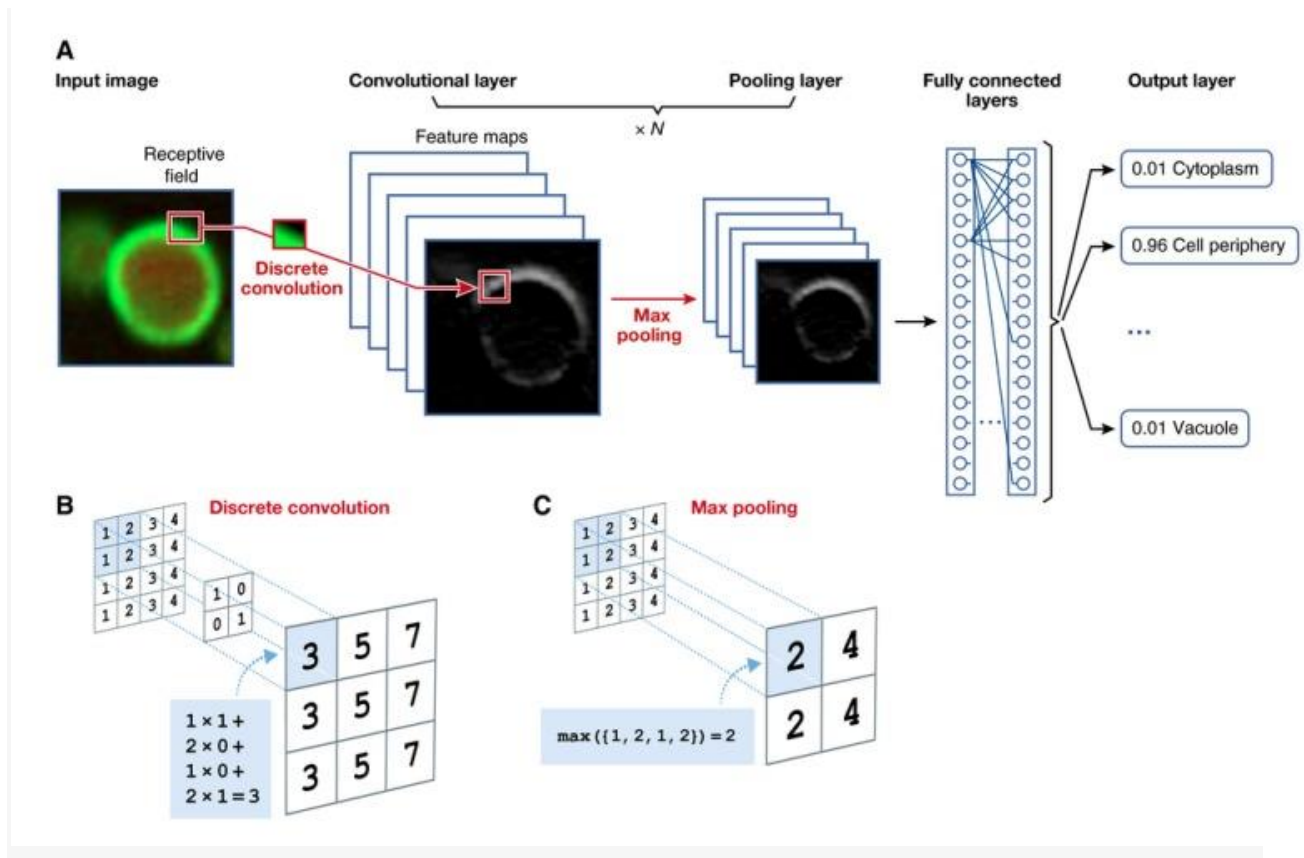 A
Input image
Convolutional layer
Pooling layer
Fully connected
layers
Output layer
× N
Feature maps
Receptive
field
Discrete
convolution
Max
pooling
0.01 Cytoplasm
0.96 Cell periphery
...
0.01 Vacuole
...
B
Discrete convolution
1 2 3 4
1 2 3 4
1 2 3 4
1 2 3 4
1 0
0 1
3 5 7
3 5 7
3 5 7
1 × 1 +
2 × 0 +
1 × 0 +
2 × 1 = 3
C
Max pooling
1 2 3 4
1 2 3 4
1 2 3 4
1 2 3 4
2 4
2 4
max ({1, 2, 1, 2}) = 2